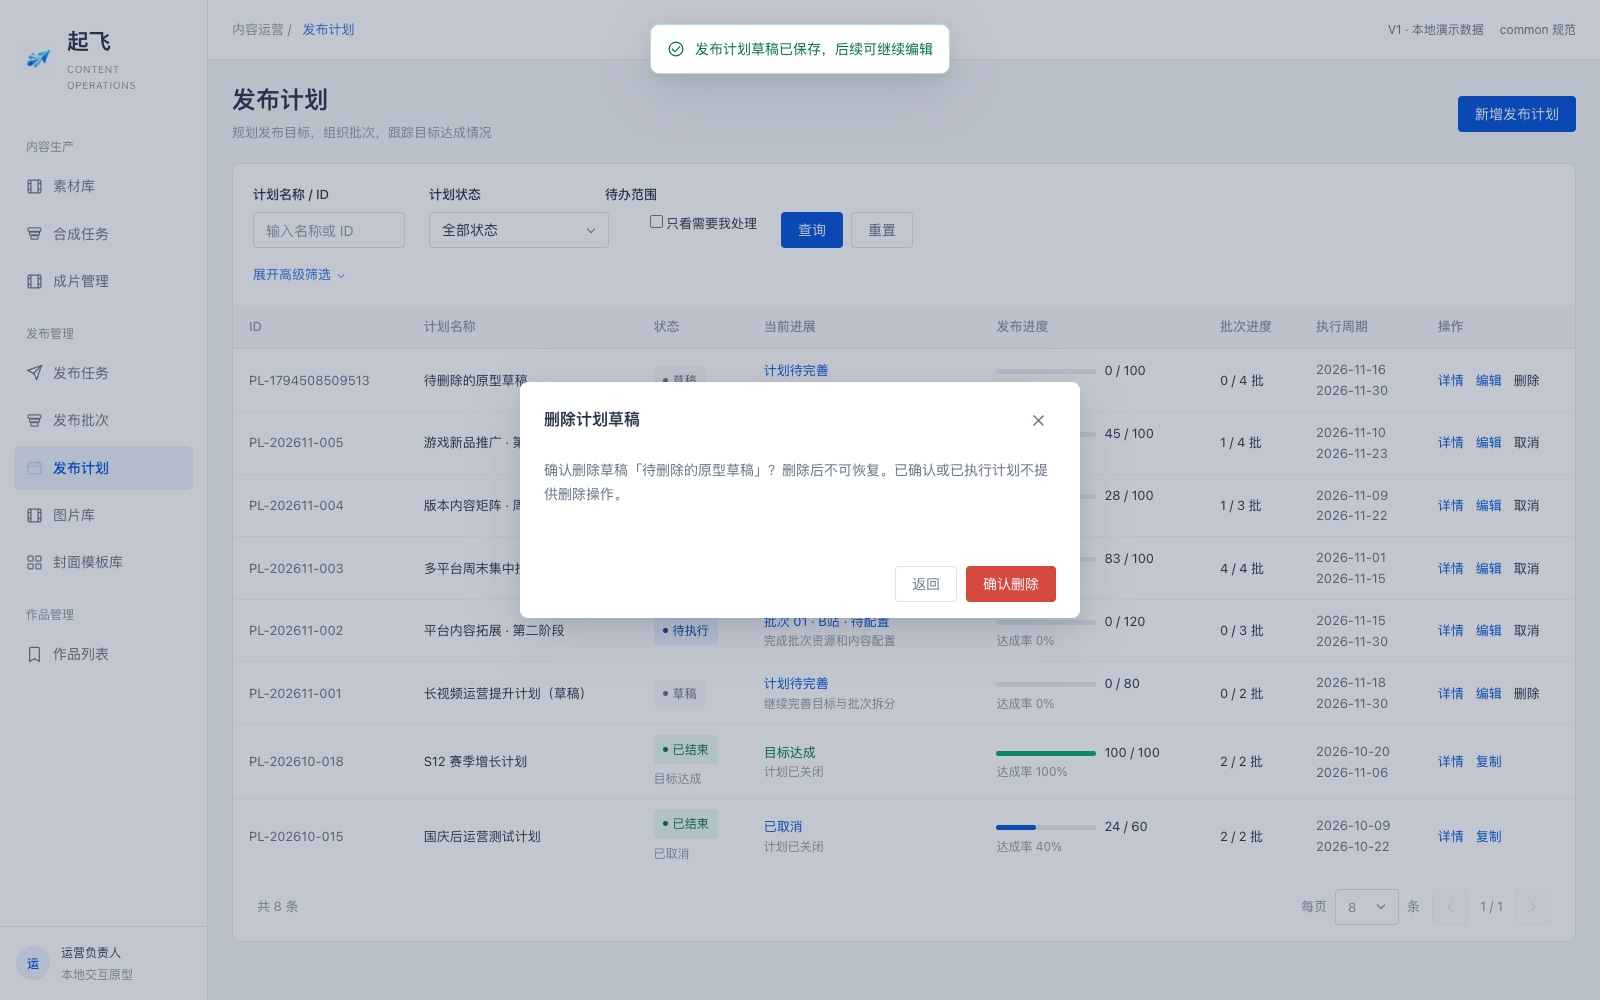 起飞
CONTENT
OPERATIONS
内容生产
素材库
合成任务
成片管理
发布管理
发布任务
发布批次
发布计划
图片库
封面模板库
作品管理
作品列表
运
运营负责人
本地交互原型
内容运营 / 发布计划
V1 · 本地演示数据 common 规范
发布计划草稿已保存，后续可继续编辑
发布计划
规划发布目标，组织批次，跟踪目标达成情况
新增发布计划
计划名称 / ID 计划状态 待办范围
输入名称或 ID 全部状态 只看需要我处理 查询 重置
展开高级筛选
ID 计划名称 状态 当前进展 发布进度 批次进度 执行周期 操作
PL-1794508509513 待删除的原型草稿 草稿 计划待完善 0 / 100 0 / 4 批 2026-11-16 详情 编辑 删除
2026-11-30
PL-202611-005 游戏新品推广 · 45 / 100 1 / 4 批 2026-11-10 详情 编辑 取消
2026-11-23
PL-202611-004 版本内容矩阵 · 28 / 100 1 / 3 批 2026-11-09 详情 编辑 取消
2026-11-22
PL-202611-003 多平台周末集中 83 / 100 4 / 4 批 2026-11-01 详情 编辑 取消
2026-11-15
PL-202611-002 平台内容拓展 · 第二阶段 待执行 批次 01 · B站 · 待配置 0 / 120 0 / 3 批 2026-11-15 详情 编辑 取消
完成批次资源和内容配置 达成率 0% 2026-11-30
PL-202611-001 长视频运营提升计划（草稿） 草稿 计划待完善 0 / 80 0 / 2 批 2026-11-18 详情 编辑 删除
继续完善目标与批次拆分 达成率 0% 2026-11-30
PL-202610-018 S12 赛季增长计划 已结束 目标达成 100 / 100 2 / 2 批 2026-10-20 详情 复制
目标达成 计划已关闭 达成率 100% 2026-11-06
PL-202610-015 国庆后运营测试计划 已结束 已取消 24 / 60 2 / 2 批 2026-10-09 详情 复制
已取消 计划已关闭 达成率 40% 2026-10-22
共 8 条 每页 8 条 1 / 1
删除计划草稿
确认删除草稿「待删除的原型草稿」？删除后不可恢复。已确认或已执行计划不提
供删除操作。
返回 确认删除